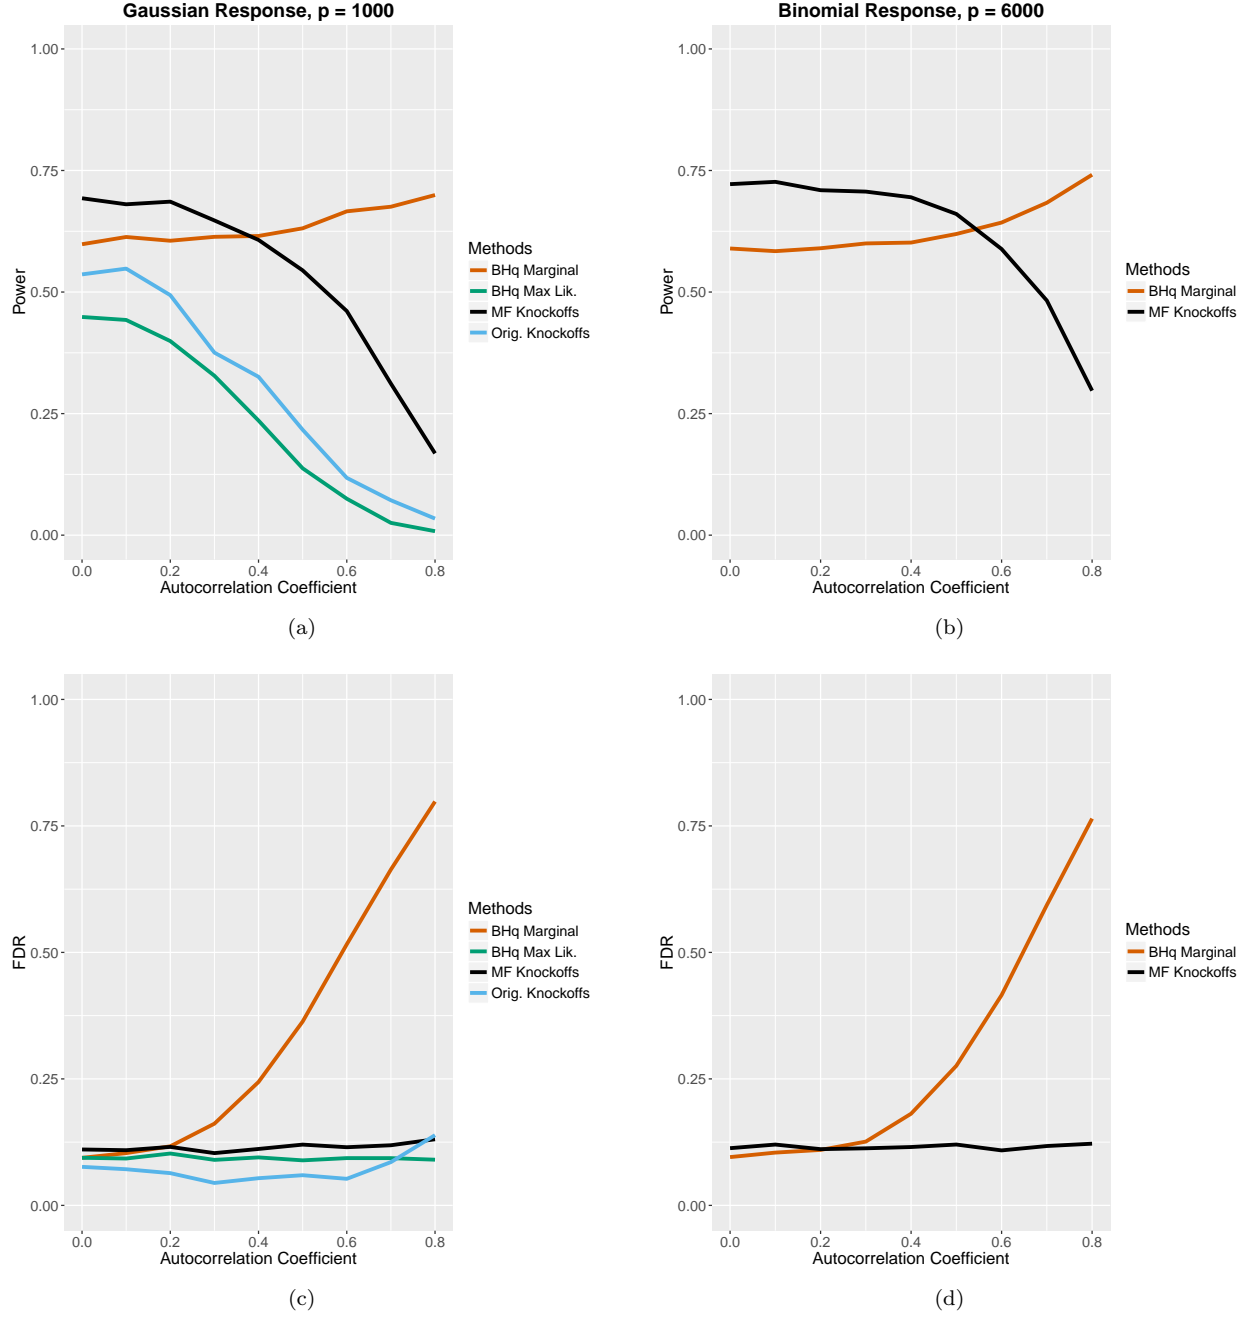 Gaussian Response, p = 1000
1.00
0.75
0.50
0.25
0.00
Power
0.0 0.2 0.4 0.6 0.8
Autocorrelation Coefficient
Methods
BHq Marginal
BHq Max Lik.
MF Knockoffs
Orig. Knockoffs
(a)
Binomial Response, p = 6000
1.00
0.75
0.50
0.25
0.00
Power
0.0 0.2 0.4 0.6 0.8
Autocorrelation Coefficient
Methods
BHq Marginal
MF Knockoffs
(b)
1.00
0.75
0.50
0.25
0.00
FDR
0.0 0.2 0.4 0.6 0.8
Autocorrelation Coefficient
Methods
BHq Marginal
BHq Max Lik.
MF Knockoffs
Orig. Knockoffs
(c)
1.00
0.75
0.50
0.25
0.00
FDR
0.0 0.2 0.4 0.6 0.8
Autocorrelation Coefficient
Methods
BHq Marginal
MF Knockoffs
(d)